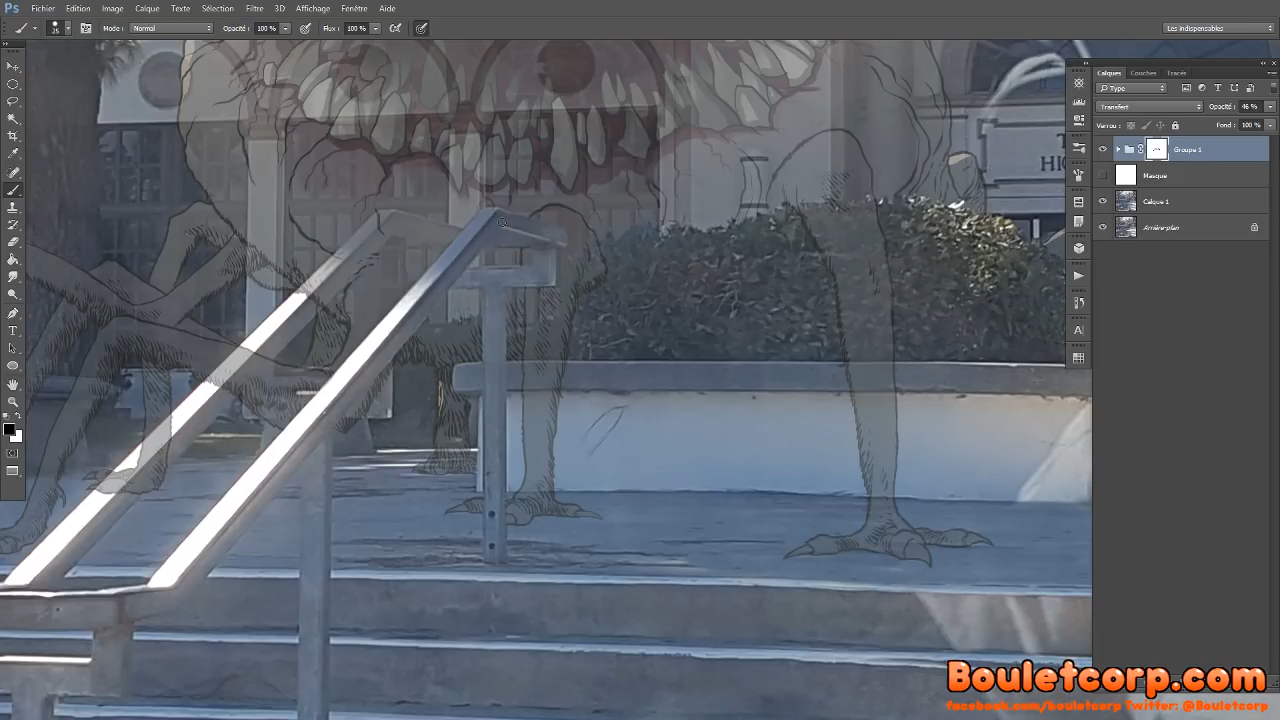 Ps Fichier Edition Image Calque Texte Sélection Filtre 3D Affichage Fenêtre Aide
25 Mode : Normal Opacité : 100 % Flux : 100 % Les indispensables
Calques Couches Tracés
Type
Transfert Opacité : 46 %
Verrou : Fond : 100 %
Groupe 1
Masque
Calque 1
Arrière-plan
Bouletcorp.com
facebook.com/bouletcorp Twitter: @Bouletcorp